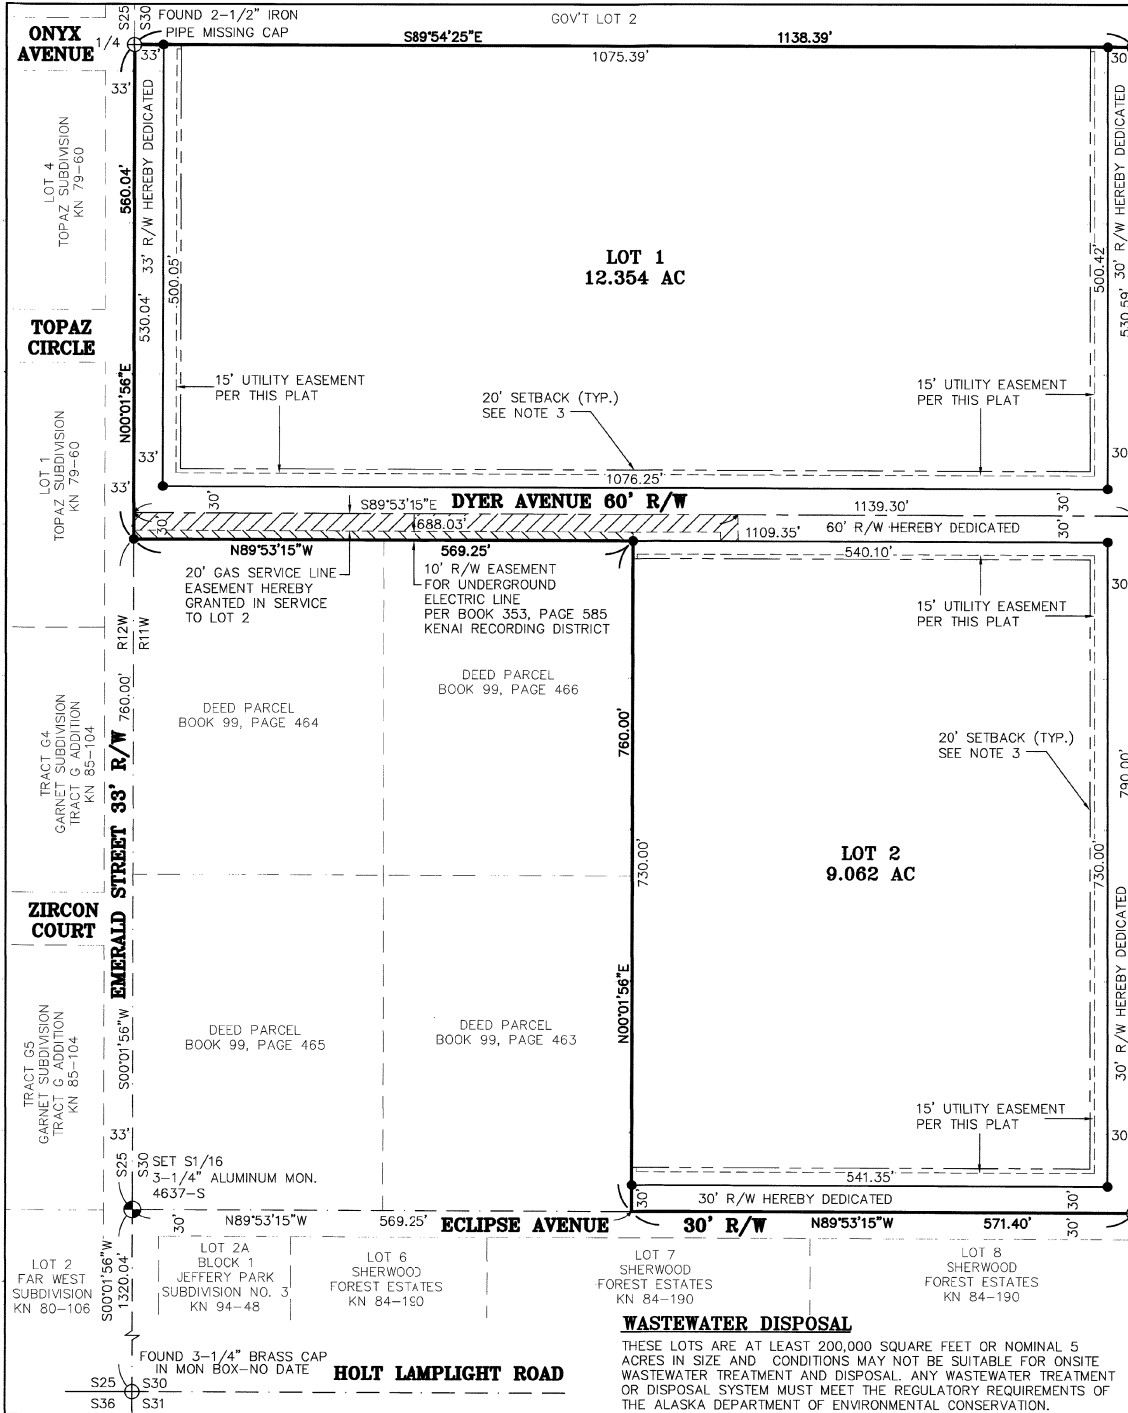 S25
S30
FOUND 2-1/2" IRON
PIPE MISSING CAP
1/4
GOV'T LOT 2
ONYX
AVENUE
S89°54'25"E
1138.39'
1075.39'
33'
30'
33'
LOT 4
TOPAZ SUBDIVISION
KN 79-60
560.04'
33' R/W HEREBY DEDICATED
530.04'
500.05'
LOT 1
12.354 AC
500.42'
30' R/W HEREBY DEDICATED
530.59'
TOPAZ
CIRCLE
N00°01'56"E
15' UTILITY EASEMENT
PER THIS PLAT
20' SETBACK (TYP.)
SEE NOTE 3
15' UTILITY EASEMENT
PER THIS PLAT
LOT 1
TOPAZ SUBDIVISION
KN 79-60
33'
33'
30'
1076.25'
30'
S89°53'15"E
DYER AVENUE 60' R/W
1139.30'
30'
30'
688.03'
1109.35'
60' R/W HEREBY DEDICATED
30'
N89°53'15"W
569.25'
540.10'
20' GAS SERVICE LINE
EASEMENT HEREBY
GRANTED IN SERVICE
TO LOT 2
10' R/W EASEMENT
FOR UNDERGROUND
ELECTRIC LINE
PER BOOK 353, PAGE 585
KENAI RECORDING DISTRICT
15' UTILITY EASEMENT
PER THIS PLAT
30
R12W
R11W
760.00'
DEED PARCEL
BOOK 99, PAGE 464
DEED PARCEL
BOOK 99, PAGE 466
TRACT G4
GARNET SUBDIVISION
TRACT G ADDITION
KN 85-104
EMERALD STREET 33' R/W
760.00'
730.00'
20' SETBACK (TYP.)
SEE NOTE 3
790.00'
LOT 2
9.062 AC
730.00'
ZIRCON
COURT
N00°01'56"E
30' R/W HEREBY DEDICATED
TRACT G5
GARNET SUBDIVISION
TRACT G ADDITION
KN 85-104
S00°01'56"W
DEED PARCEL
BOOK 99, PAGE 465
DEED PARCEL
BOOK 99, PAGE 463
15' UTILITY EASEMENT
PER THIS PLAT
33'
30
S25
S30
SET S1/16
3-1/4" ALUMINUM MON.
4637-S
541.35'
30'
30' R/W HEREBY DEDICATED
30'
30'
N89°53'15"W
569.25'
ECLIPSE AVENUE
30' R/W
N89°53'15"W
571.40'
30'
LOT 2
FAR WEST
SUBDIVISION
KN 80-106
S00°01'56"W
1320.04'
LOT 2A
BLOCK 1
JEFFERY PARK
SUBDIVISION NO. 3
KN 94-48
LOT 6
SHERWOOD
FOREST ESTATES
KN 84-190
LOT 7
SHERWOOD
FOREST ESTATES
KN 84-190
LOT 8
SHERWOOD
FOREST ESTATES
KN 84-190
FOUND 3-1/4" BRASS CAP
IN MON BOX-NO DATE
HOLT LAMPLIGHT ROAD
S25
S30
S36
S31
WASTEWATER DISPOSAL
THESE LOTS ARE AT LEAST 200,000 SQUARE FEET OR NOMINAL 5
ACRES IN SIZE AND CONDITIONS MAY NOT BE SUITABLE FOR ONSITE
WASTEWATER TREATMENT AND DISPOSAL. ANY WASTEWATER TREATMENT
OR DISPOSAL SYSTEM MUST MEET THE REGULATORY REQUIREMENTS OF
THE ALASKA DEPARTMENT OF ENVIRONMENTAL CONSERVATION.